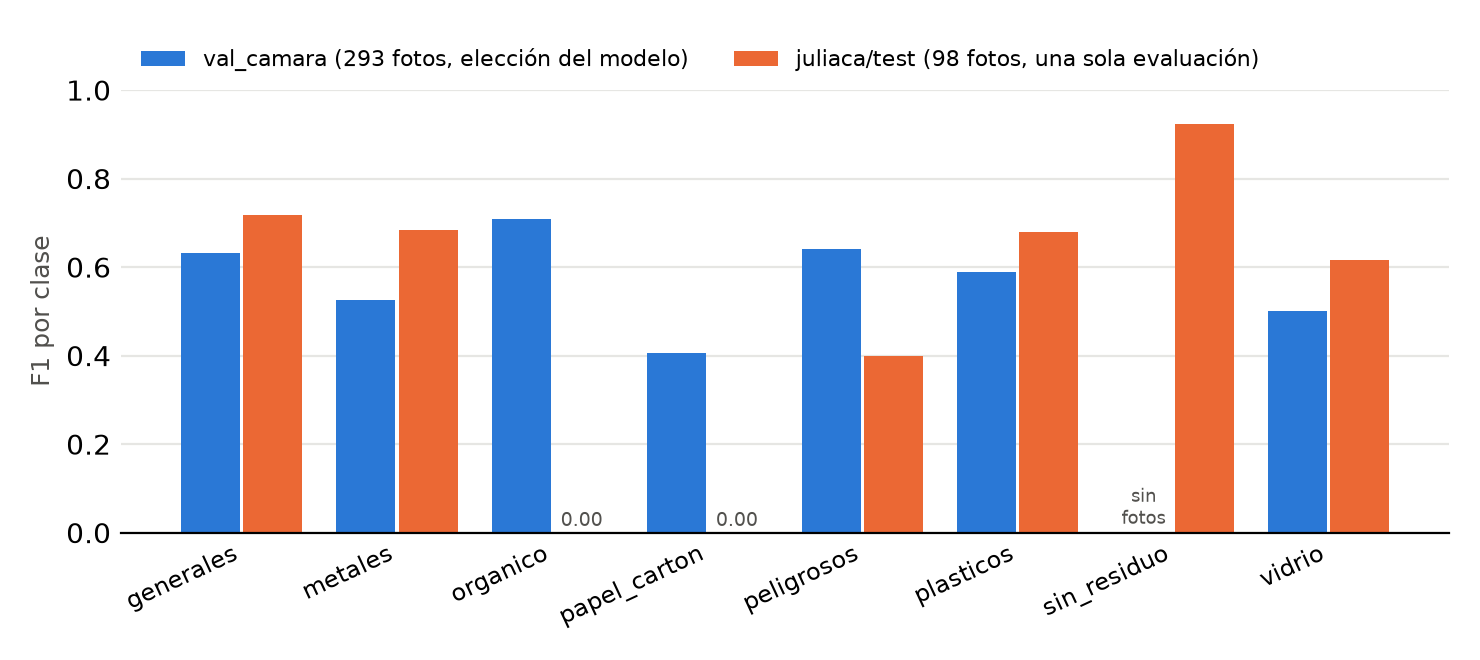 val_camara (293 fotos, elección del modelo)
juliaca/test (98 fotos, una sola evaluación)
F1 por clase
1.0
0.8
0.6
0.4
0.2
0.0
0.00
0.00
sin
fotos
generales
metales
organico
papel_carton
peligrosos
plasticos
sin_residuo
vidrio